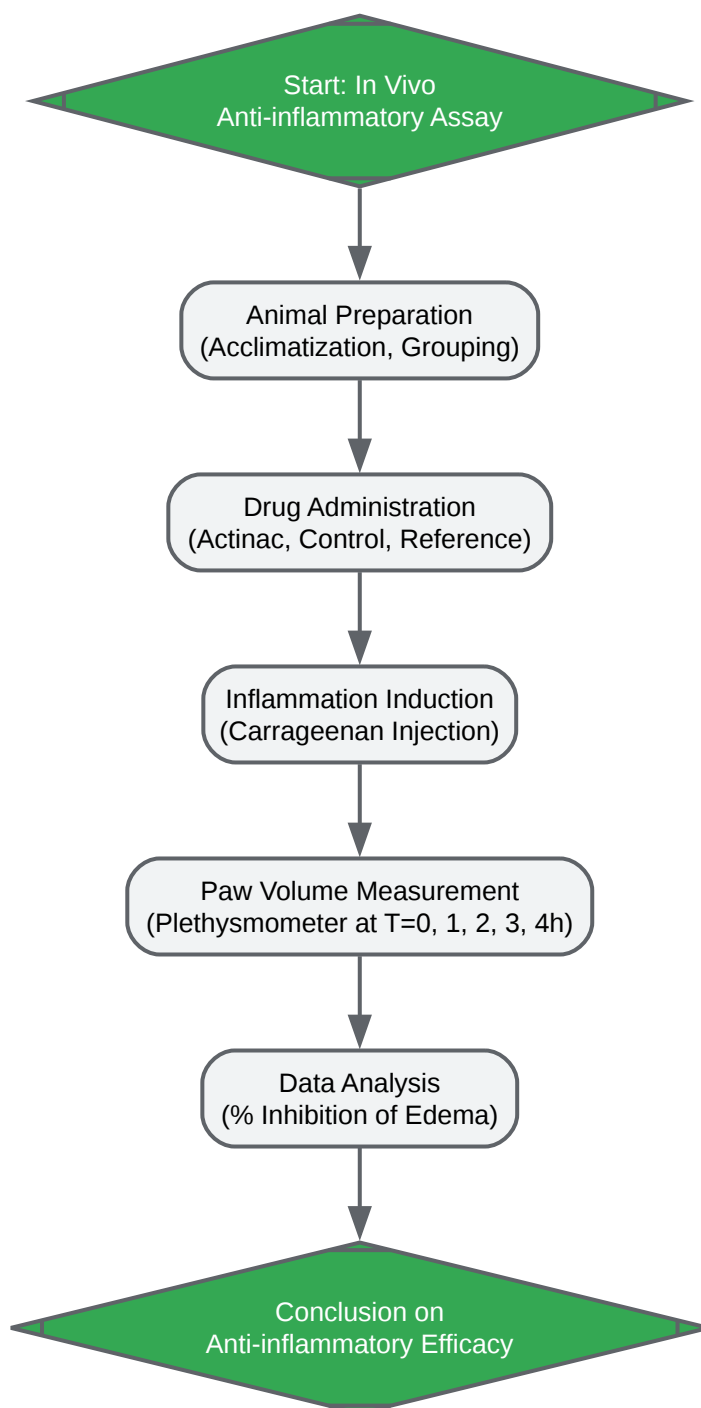 Start: In Vivo
Anti-inflammatory Assay
Animal Preparation
(Acclimatization, Grouping)
Drug Administration
(Actinac, Control, Reference)
Inflammation Induction
(Carrageenan Injection)
Paw Volume Measurement
(Plethysmometer at T=0, 1, 2, 3, 4h)
Data Analysis
(% Inhibition of Edema)
Conclusion on
Anti-inflammatory Efficacy